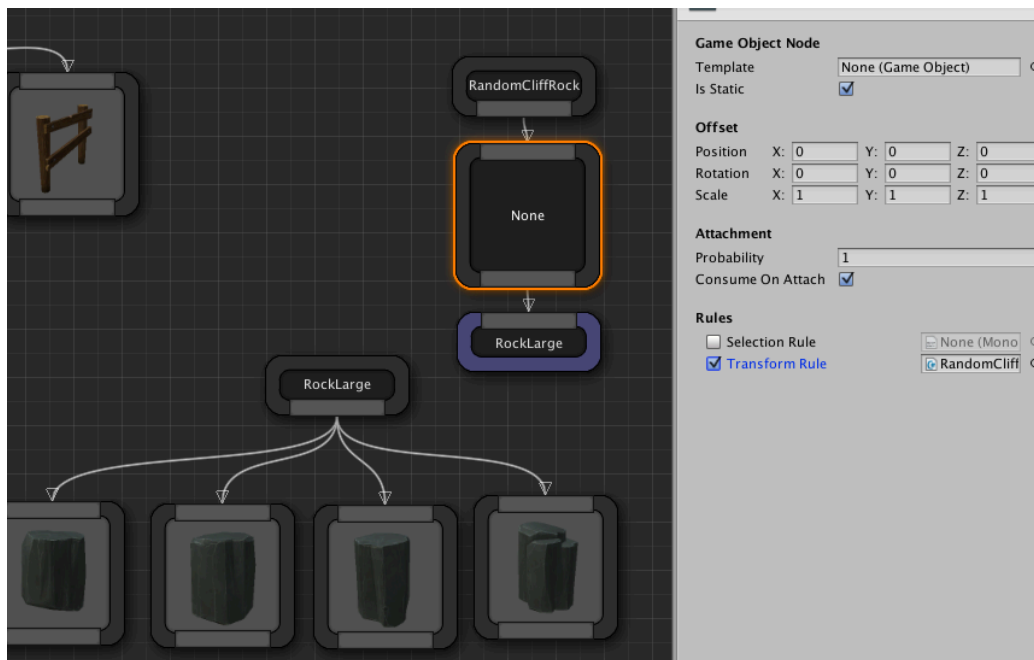 RandomCliffRock
None
RockLarge
RockLarge
Game Object Node
Template None (Game Object)
Is Static
Offset
Position X: 0 Y: 0 Z: 0
Rotation X: 0 Y: 0 Z: 0
Scale X: 1 Y: 1 Z: 1
Attachment
Probability 1
Consume On Attach
Rules
Selection Rule None (Mono
Transform Rule RandomCliff